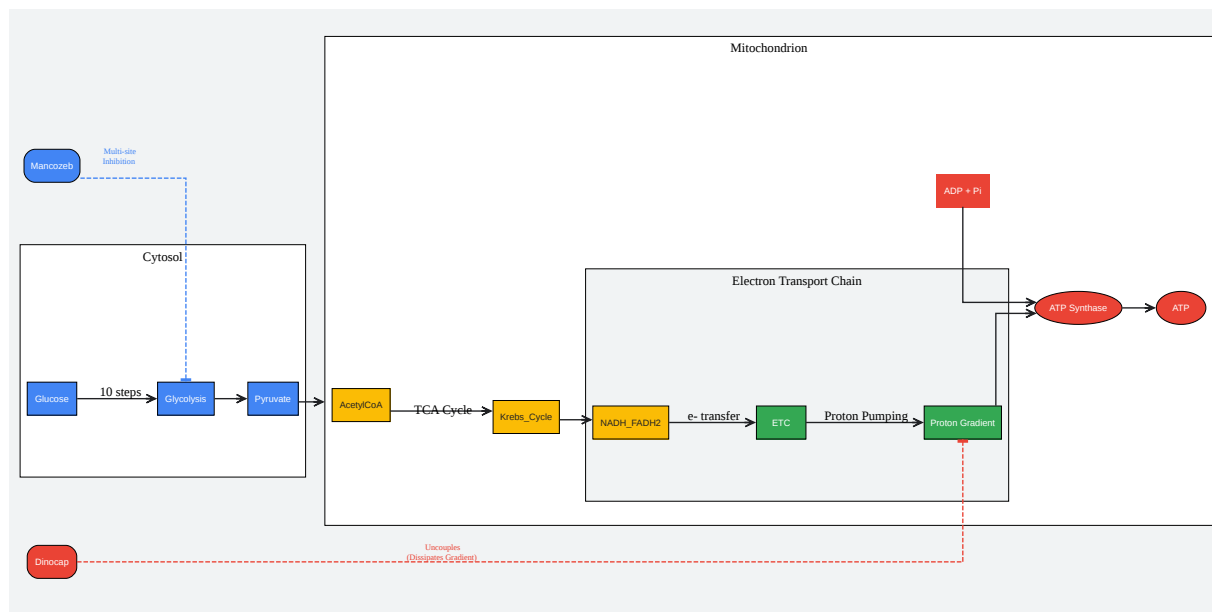 Mitochondrion
Multi-site
Inhibition
Mancozeb
ADP + Pi
Cytosol
Electron Transport Chain
ATP Synthase
ATP
Glucose
10 steps
Glycolysis
Pyruvate
AcetylCoA
TCA Cycle
Krebs_Cycle
NADH_FADH2
e- transfer
ETC
Proton Pumping
Proton Gradient
Uncouples
(Dissipates Gradient)
Dinocap